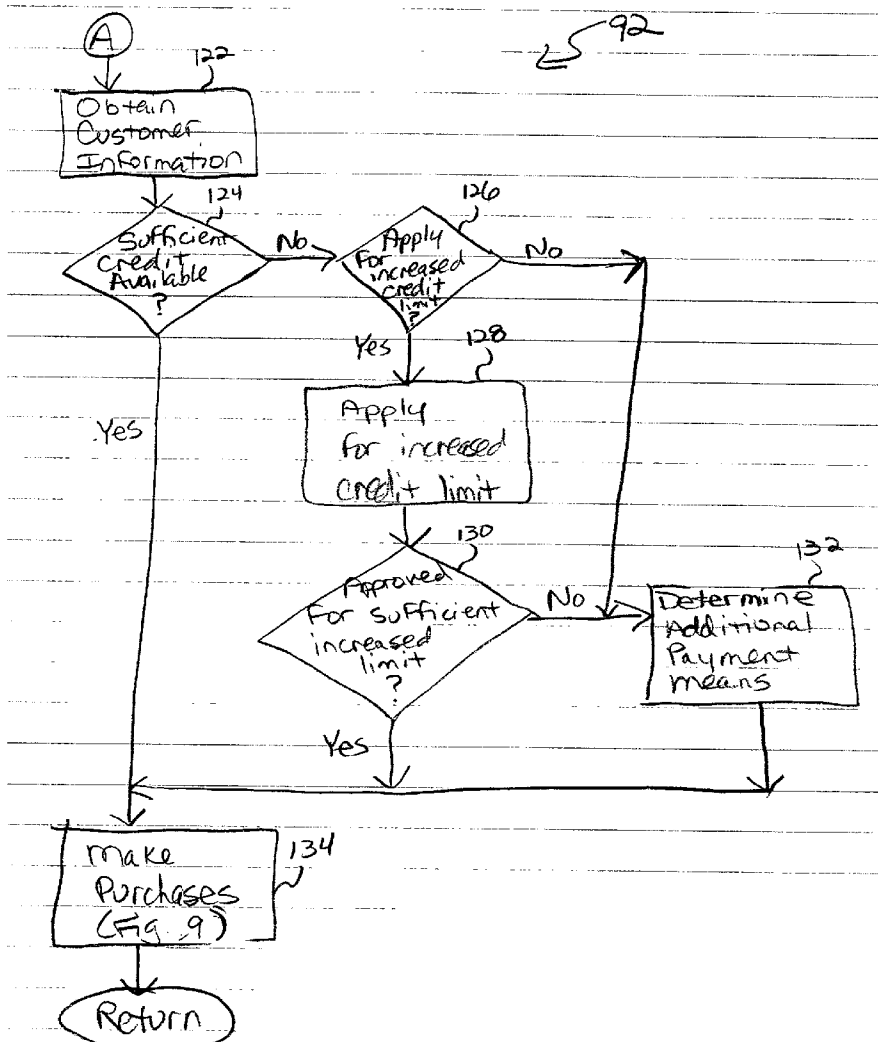 A
92
122
Obtain
Customer
Information
124
Sufficient
Credit
Available
?
No
126
Apply
For
increased
credit
limit
?
No
Yes
128
Apply
for increased
credit limit
Yes
130
Approved
For sufficient
increased
limit
?
No
132
Determine
Additional
Payment
means
Yes
make
Purchases
(Fig. 9)
134
Return